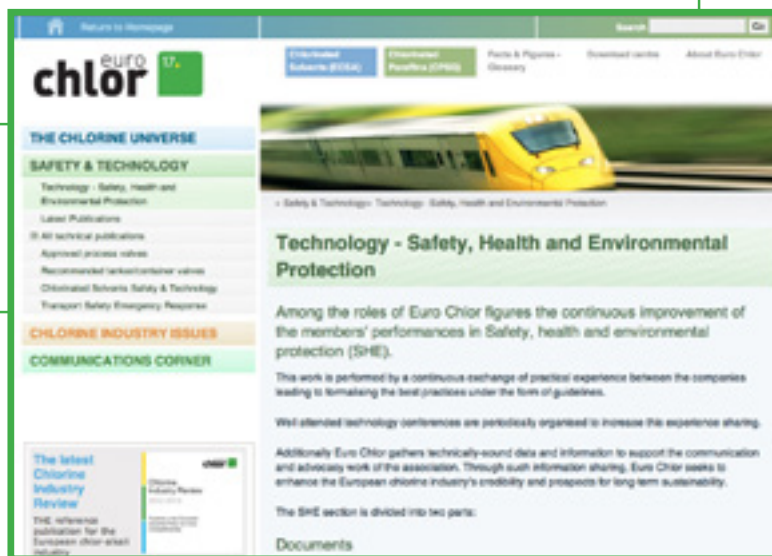 Return to Homepage
Search
Go
euro
chlor
17.
Chlorinated
Solvents (ECSA)
Chlorinated
Paraffins (CPSG)
Facts & Figures -
Glossary
Download centre
About Euro Chlor
THE CHLORINE UNIVERSE
SAFETY & TECHNOLOGY
Technology - Safety, Health and
Environmental Protection
Latest Publications
All technical publications
Approved process valves
Recommended tanker/container valves
Chlorinated Solvents Safety & Technology
Transport Safety Emergency Response
CHLORINE INDUSTRY ISSUES
COMMUNICATIONS CORNER
The latest
Chlorine
Industry
Review
THE reference
publication for the
European chlor-alkali
industry
chlor
Chlorine
Industry Review
> Safety & Technology> Technology - Safety, Health and Environmental Protection
Technology - Safety, Health and Environmental
Protection
Among the roles of Euro Chlor figures the continuous improvement of
the members' performances in Safety, health and environmental
protection (SHE).
This work is performed by a continuous exchange of practical experience between the companies
leading to formalising the best practices under the form of guidelines.
Well attended technology conferences are periodically organised to increase this experience sharing.
Additionally Euro Chlor gathers technically-sound data and information to support the communication
and advocacy work of the association. Through such information sharing, Euro Chlor seeks to
enhance the European chlorine industry's credibility and prospects for long term sustainability.
The SHE section is divided into two parts:
Documents